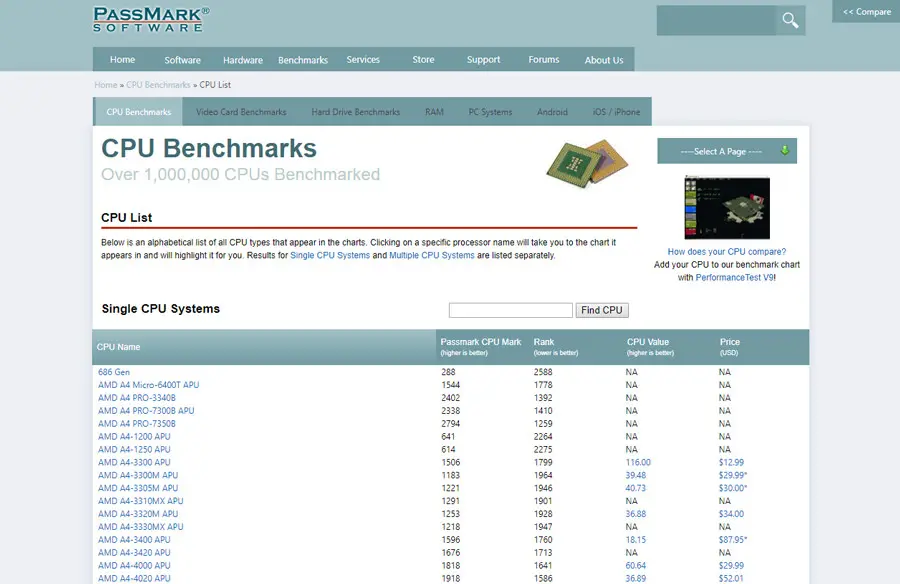 PASSMARK®
SOFTWARE
<< Compare
Home Software Hardware Benchmarks Services Store Support Forums About Us
Home » CPU Benchmarks » CPU List
CPU Benchmarks Video Card Benchmarks Hard Drive Benchmarks RAM PC Systems Android iOS / iPhone
CPU Benchmarks
Over 1,000,000 CPUs Benchmarked
----Select A Page ----
CPU List
Below is an alphabetical list of all CPU types that appear in the charts. Clicking on a specific processor name will take you to the chart it
appears in and will highlight it for you. Results for Single CPU Systems and Multiple CPU Systems are listed separately.
How does your CPU compare?
Add your CPU to our benchmark chart
with PerformanceTest V9!
Single CPU Systems Find CPU
CPU Name Passmark CPU Mark (higher is better) Rank (lower is better) CPU Value (higher is better) Price (USD)
686 Gen 288 2588 NA NA
AMD A4 Micro-6400T APU 1544 1778 NA NA
AMD A4 PRO-3340B 2402 1392 NA NA
AMD A4 PRO-7300B APU 2338 1410 NA NA
AMD A4 PRO-7350B 2794 1259 NA NA
AMD A4-1200 APU 641 2264 NA NA
AMD A4-1250 APU 614 2275 NA NA
AMD A4-3300 APU 1506 1799 116.00 $12.99
AMD A4-3300M APU 1183 1964 39.48 $29.99*
AMD A4-3305M APU 1221 1946 40.73 $30.00*
AMD A4-3310MX APU 1291 1901 NA NA
AMD A4-3320M APU 1253 1928 36.88 $34.00
AMD A4-3330MX APU 1218 1947 NA NA
AMD A4-3400 APU 1596 1760 18.15 $87.95*
AMD A4-3420 APU 1676 1713 NA NA
AMD A4-4000 APU 1818 1641 60.64 $29.99
AMD A4-4020 APU 1918 1586 36.89 $52.01